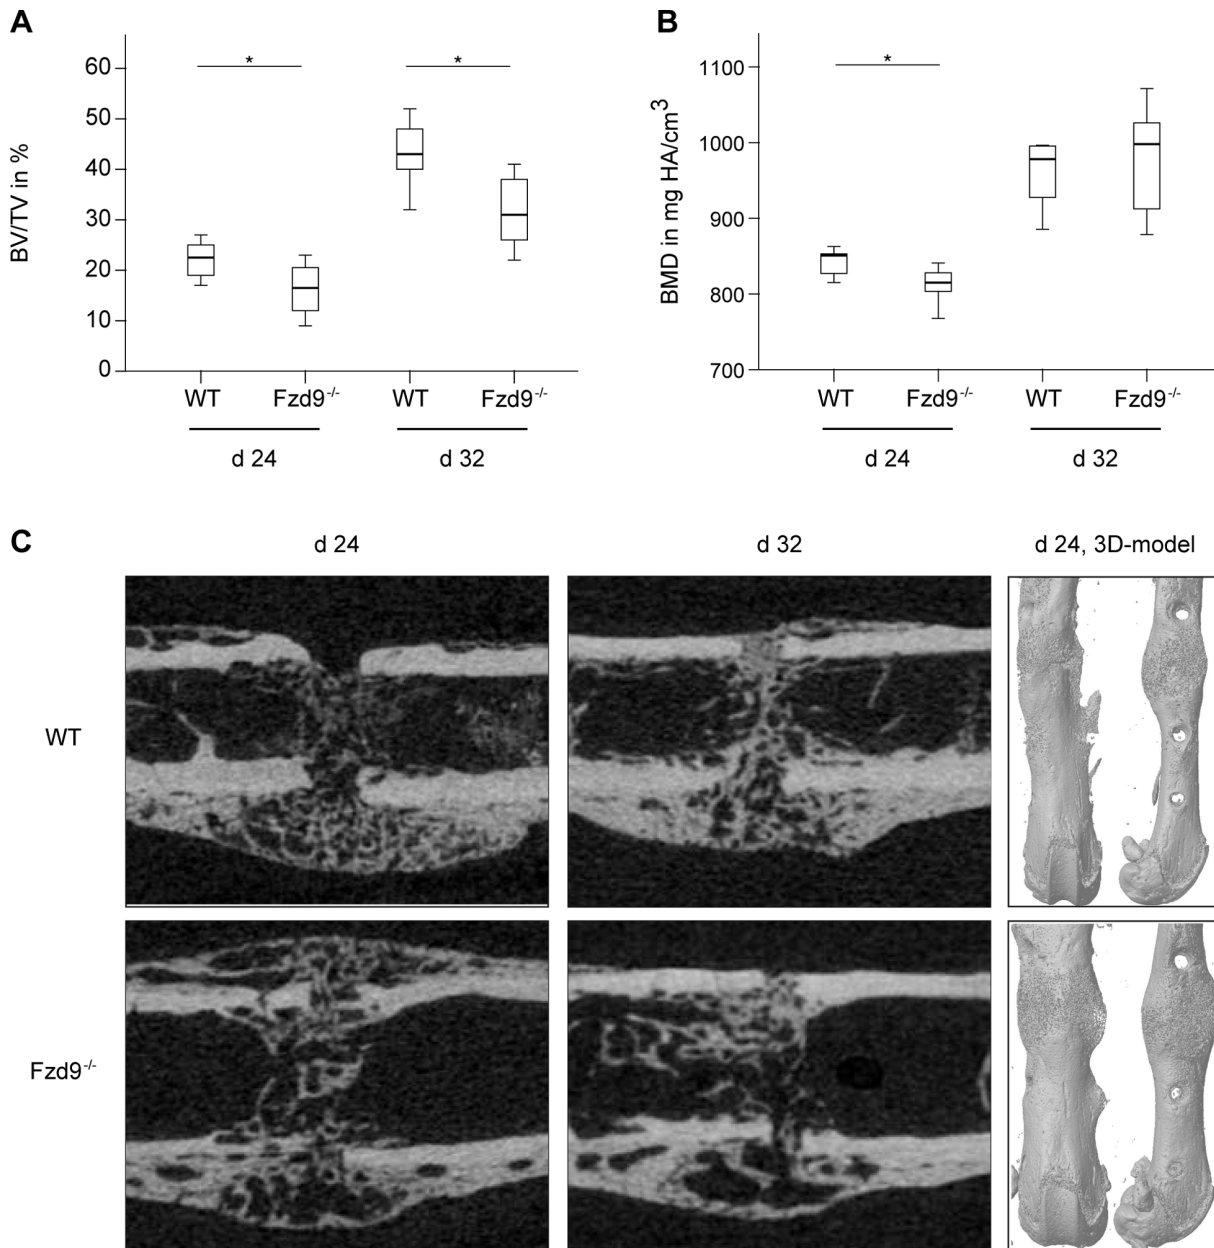 A
BV/TV in %
60
50
40
30
20
10
0
*
*
WT
Fzd9-/-
WT
Fzd9-/-
d 24
d 32
B
BMD in mg HA/cm3
1100
1000
900
800
700
*
WT
Fzd9-/-
WT
Fzd9-/-
d 24
d 32
C
d 24
d 32
d 24, 3D-model
WT
Fzd9-/-